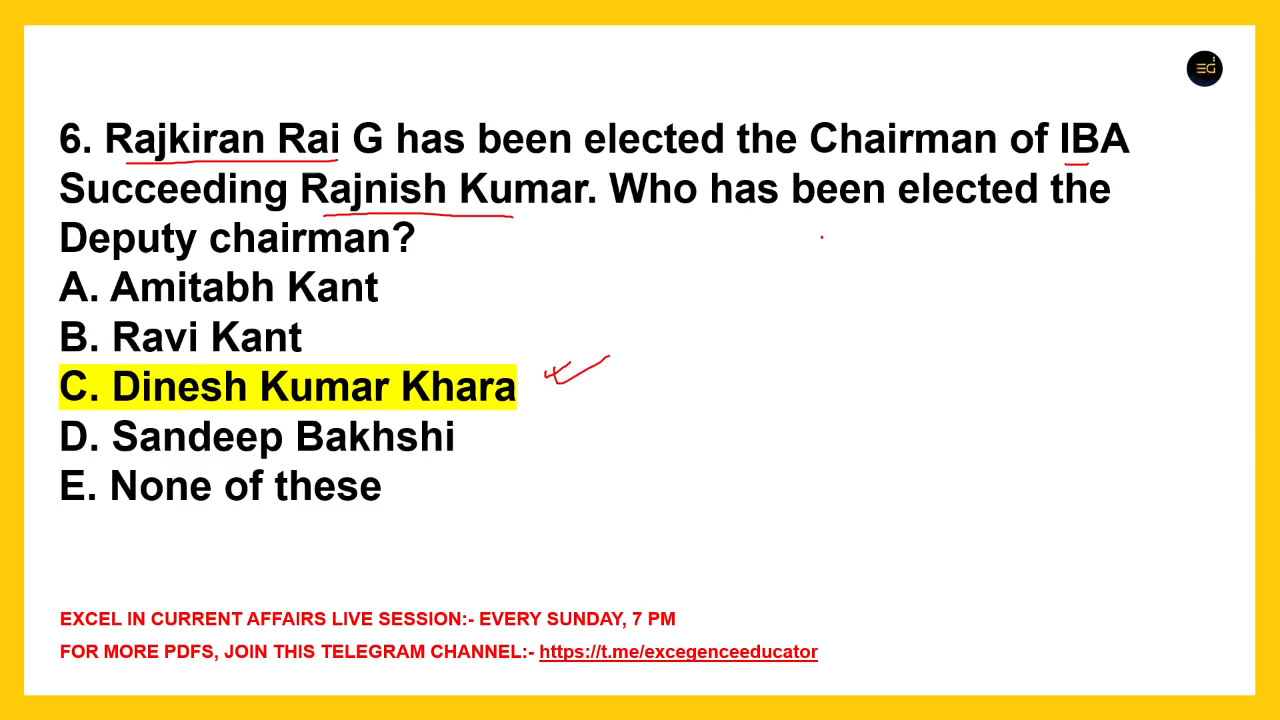 EG
6. Rajkiran Rai G has been elected the Chairman of IBA
Succeeding Rajnish Kumar. Who has been elected the
Deputy chairman?
A. Amitabh Kant
B. Ravi Kant
C. Dinesh Kumar Khara
D. Sandeep Bakhshi
E. None of these
EXCEL IN CURRENT AFFAIRS LIVE SESSION:- EVERY SUNDAY, 7 PM
FOR MORE PDFS, JOIN THIS TELEGRAM CHANNEL:- https://t.me/excegenceeducator